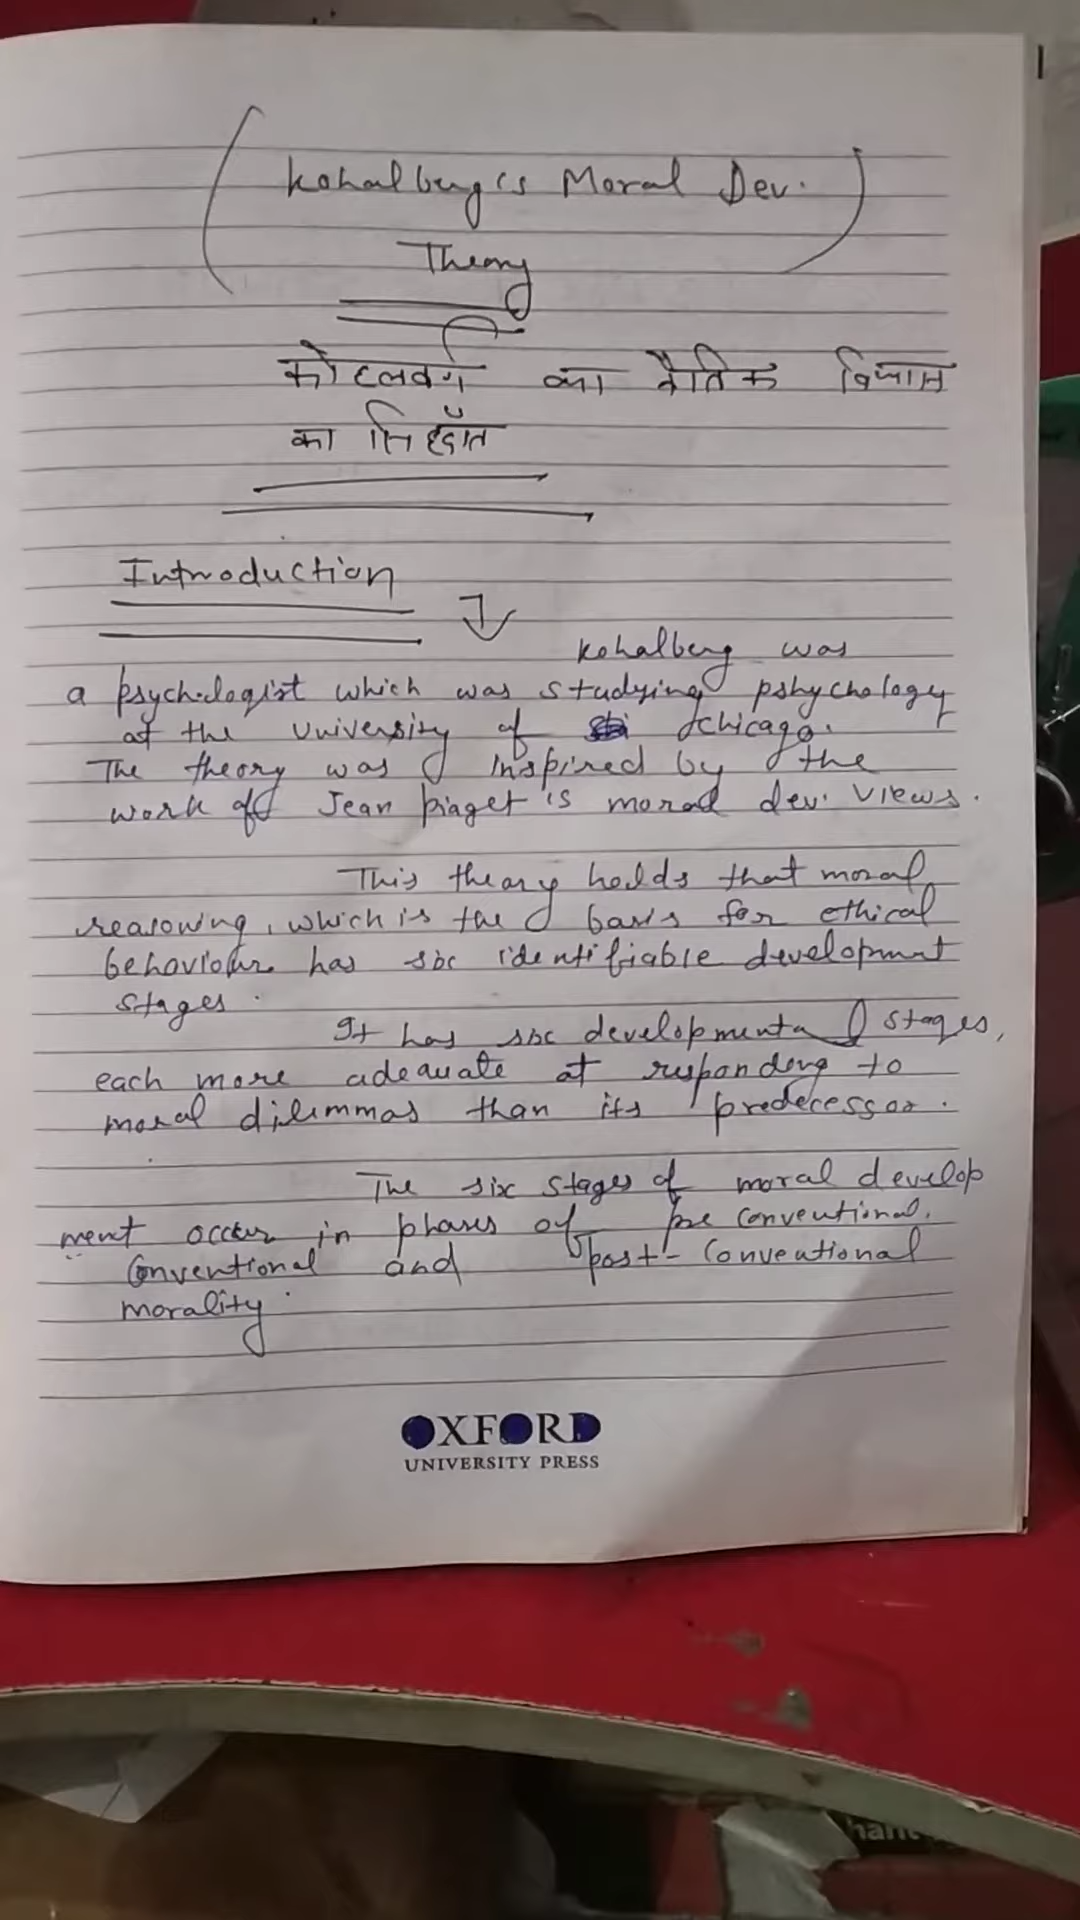 Kohalberg's Moral Dev.
Theory
कोहलबर्ग का नैतिक विकास
का सिद्धाँत
Introduction
Kohalberg was
a psychologist which was studying pshychology
at the University of Chicago.
The theory was inspired by the
work of Jean piaget's moral dev. views.
This theory holds that moral
reasoning, which is the basis for ethical
behaviour has six identifiable development
stages.
It has six developmental stages,
each more adequate at responding to
moral dilemmas than its predecessor.
The six stages of moral develop
ment occur in phases of pre conventional,
Conventional and post-Conventional
morality.
OXFORD
UNIVERSITY PRESS